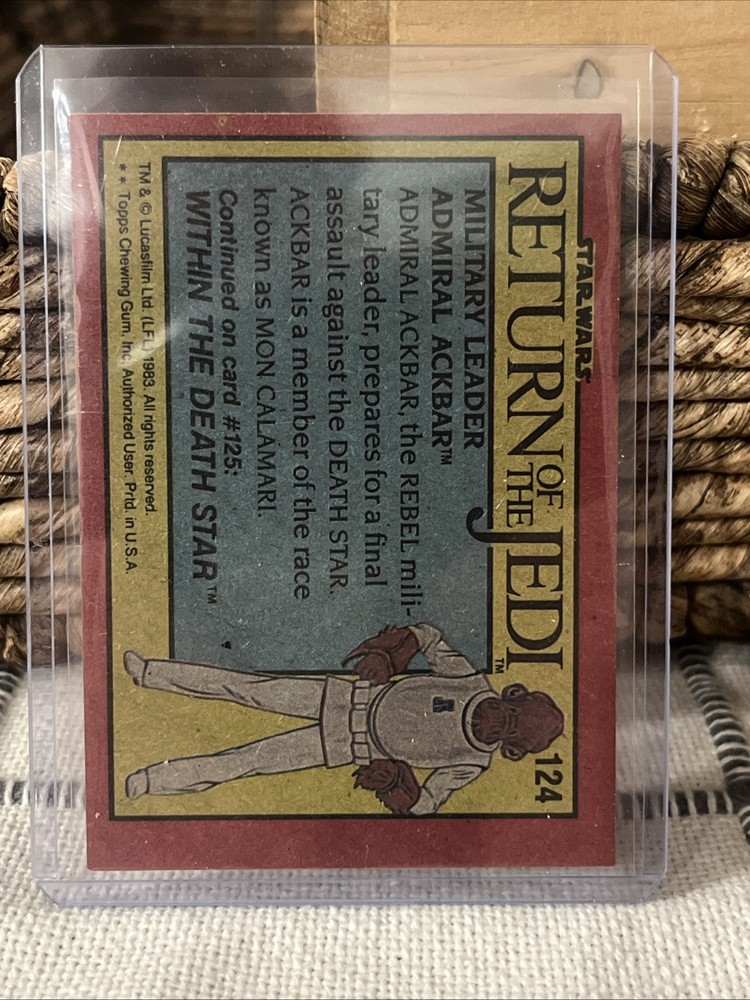 STAR WARS
RETURN OF THE JEDI™
124
MILITARY LEADER
ADMIRAL ACKBAR™
ADMIRAL ACKBAR, the REBEL mili-
tary leader, prepares for a final
assault against the DEATH STAR.
ACKBAR is a member of the race
known as MON CALAMARI.
Continued on card #125:
WITHIN THE DEATH STAR™
TM & © Lucasfilm Ltd. (LFL) 1983. All rights reserved.
** Topps Chewing Gum, Inc. Authorized User. Prtd. in U.S.A.